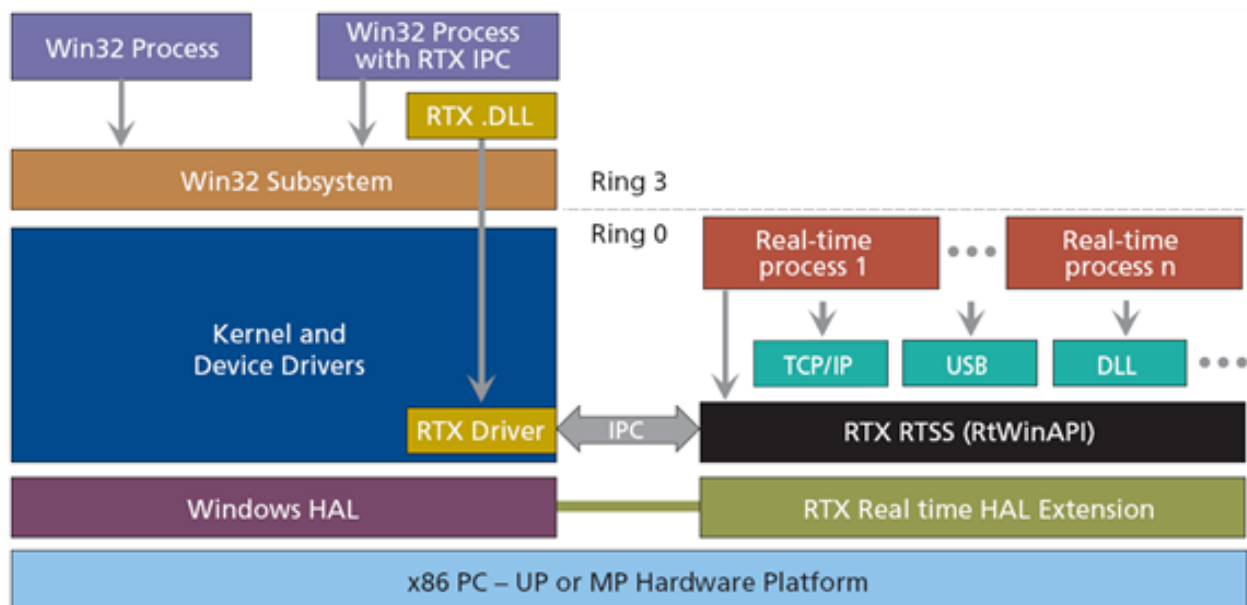 Win32 Process
Win32 Process
with RTX IPC
RTX .DLL
Win32 Subsystem
Ring 3
Ring 0
Real-time
process 1
Real-time
process n
Kernel and
Device Drivers
TCP/IP
USB
DLL
RTX Driver
IPC
RTX RTSS (RtWinAPI)
Windows HAL
RTX Real time HAL Extension
x86 PC – UP or MP Hardware Platform